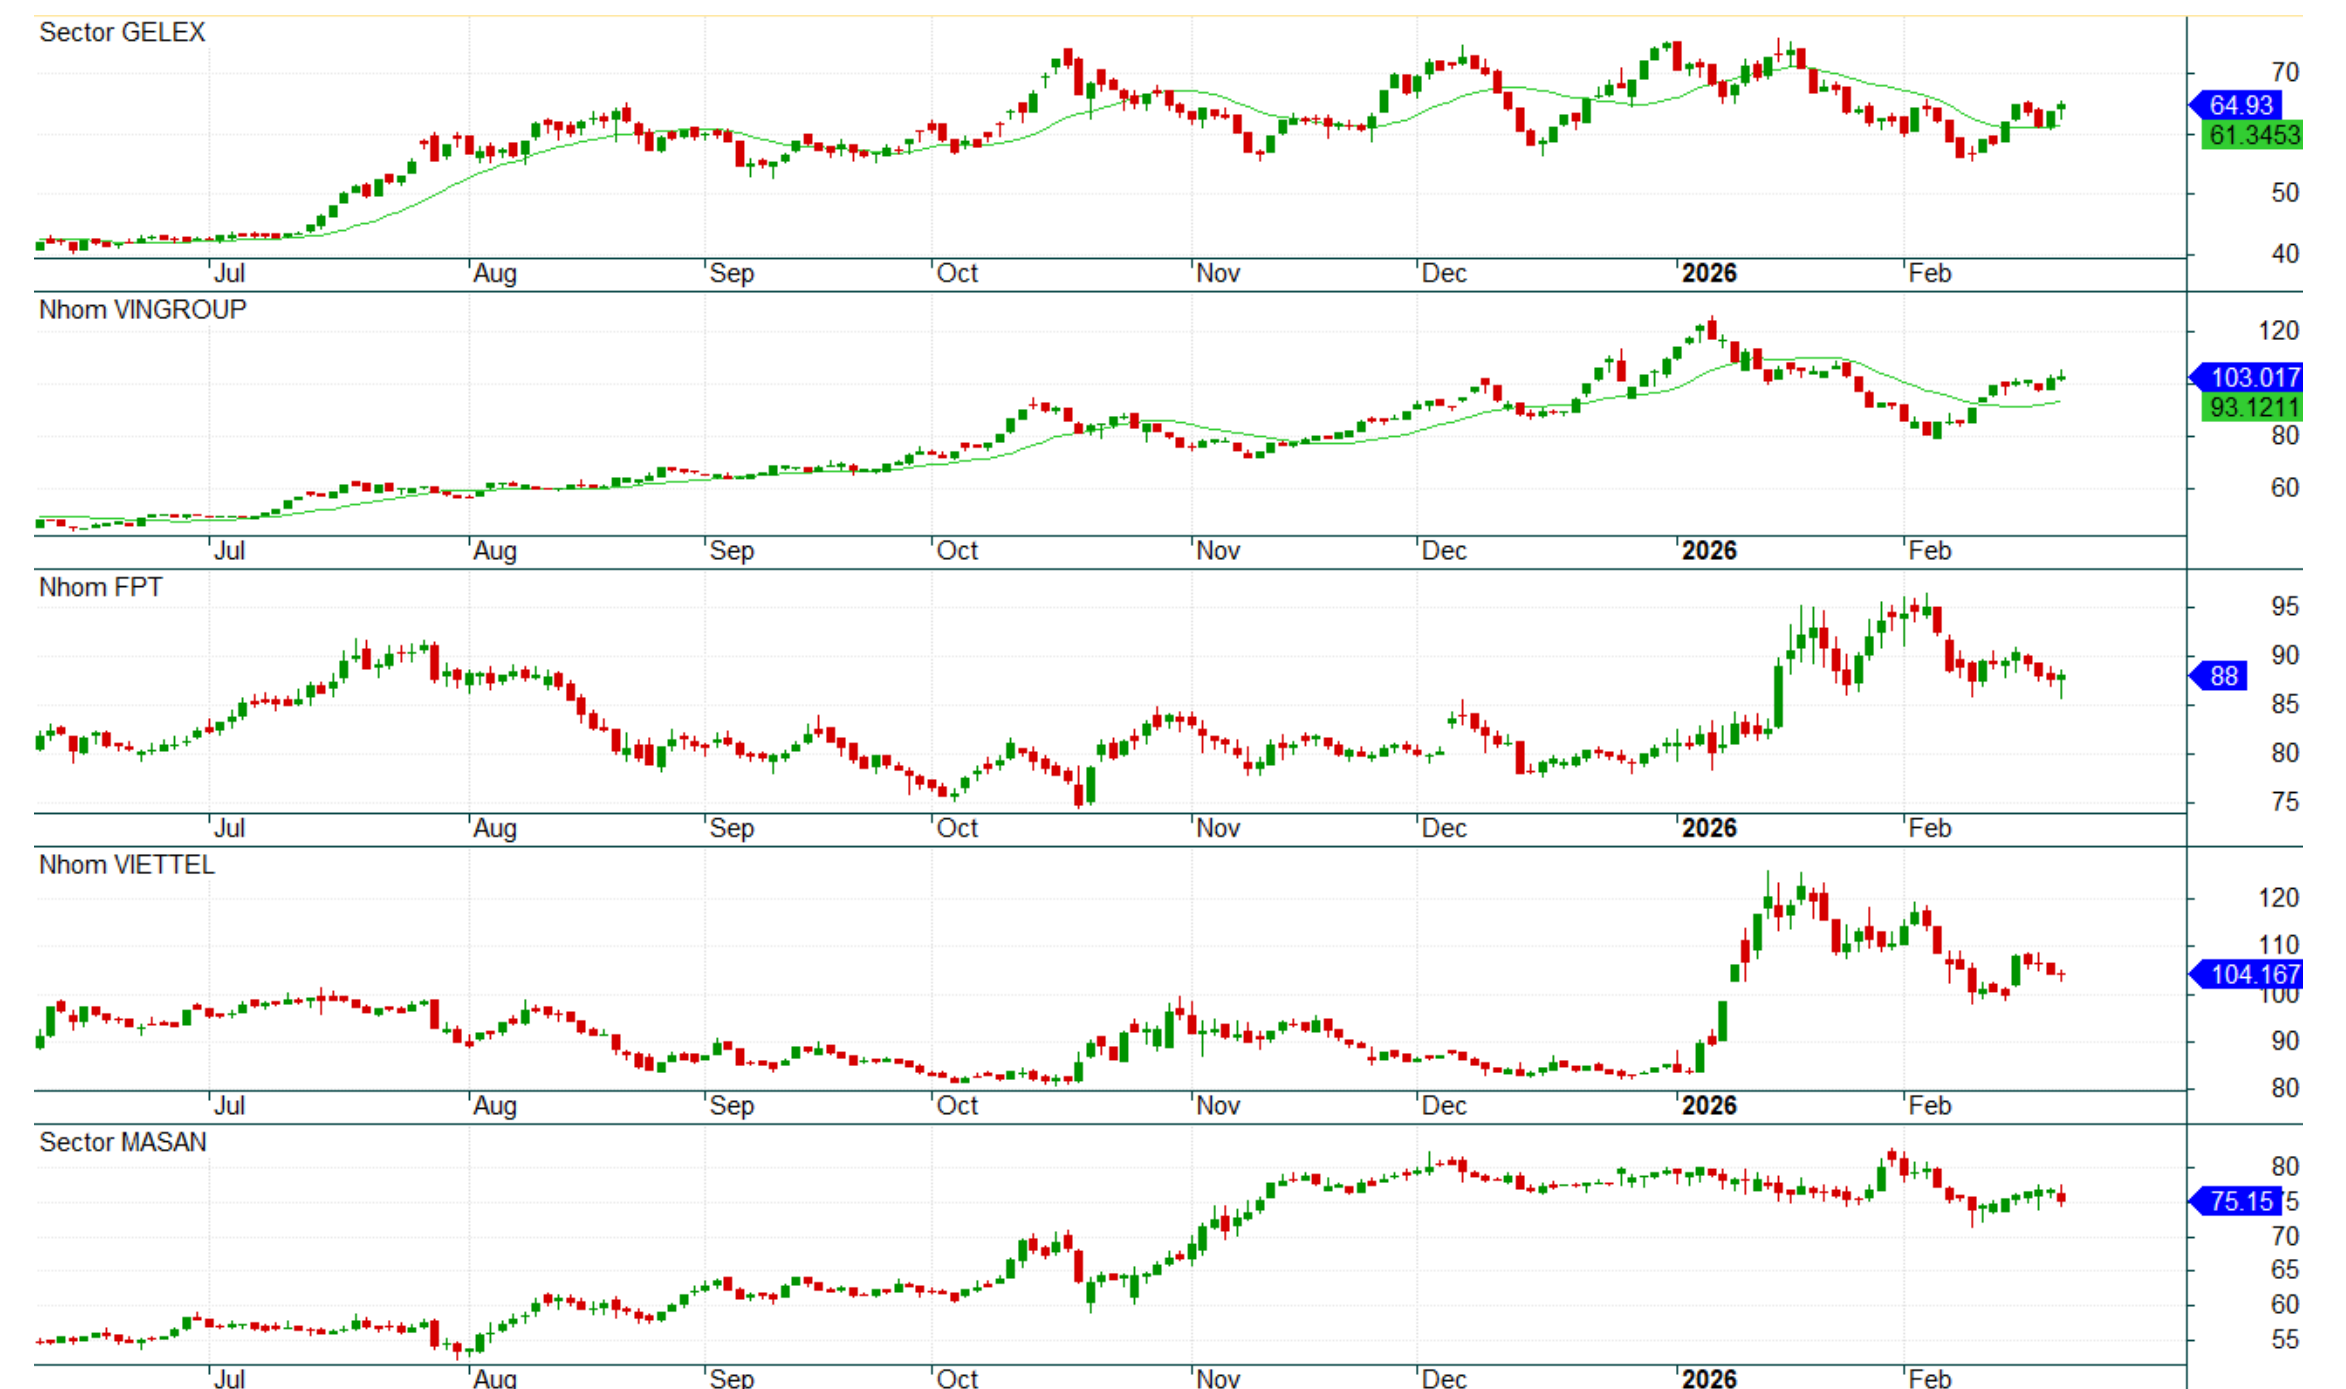 Sector GELEX
70
64.93
61.3453
50
40
Jul Aug Sep Oct Nov Dec 2026 Feb
Nhom VINGROUP
120
103.017
93.1211
80
60
Jul Aug Sep Oct Nov Dec 2026 Feb
Nhom FPT
95
90
88
85
80
75
Jul Aug Sep Oct Nov Dec 2026 Feb
Nhom VIETTEL
120
110
104.167
100
90
80
Jul Aug Sep Oct Nov Dec 2026 Feb
Sector MASAN
80
75.15 5
70
65
60
55
Jul Aug Sep Oct Nov Dec 2026 Feb